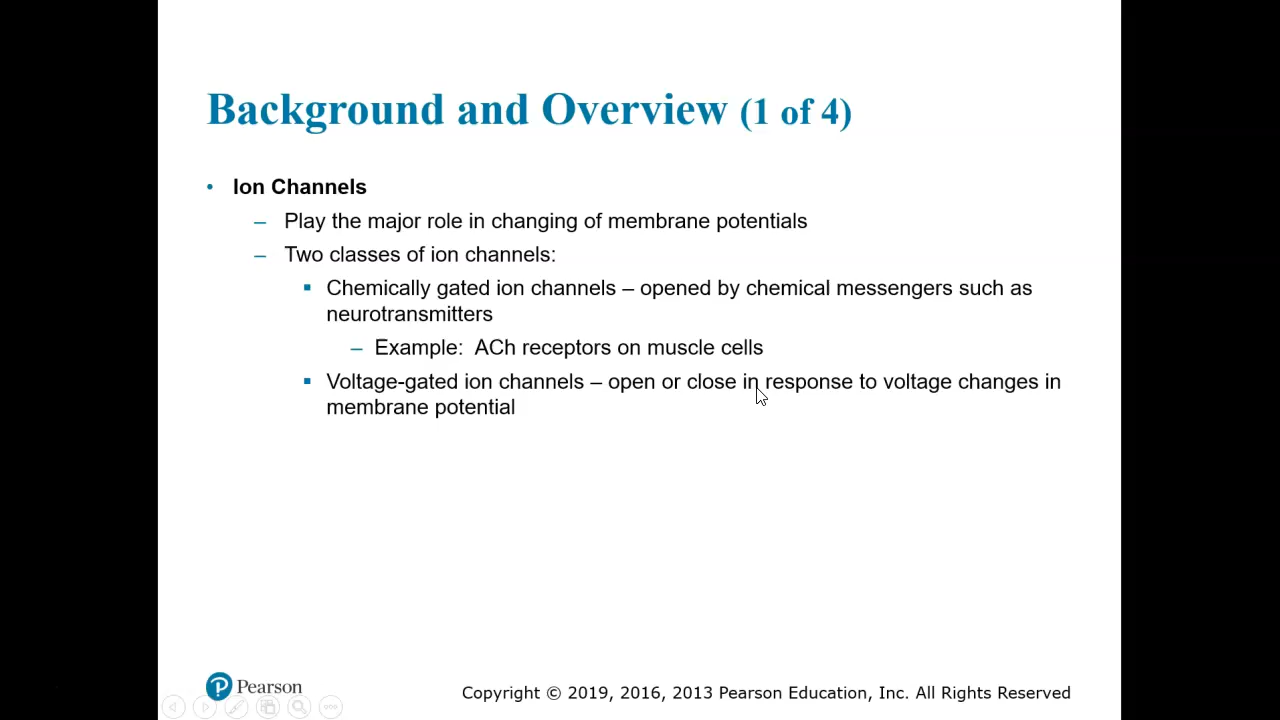 Background and Overview (1 of 4)
• Ion Channels
– Play the major role in changing of membrane potentials
– Two classes of ion channels:
▪ Chemically gated ion channels – opened by chemical messengers such as
neurotransmitters
– Example: ACh receptors on muscle cells
▪ Voltage-gated ion channels – open or close in response to voltage changes in
membrane potential
P Pearson
Copyright © 2019, 2016, 2013 Pearson Education, Inc. All Rights Reserved